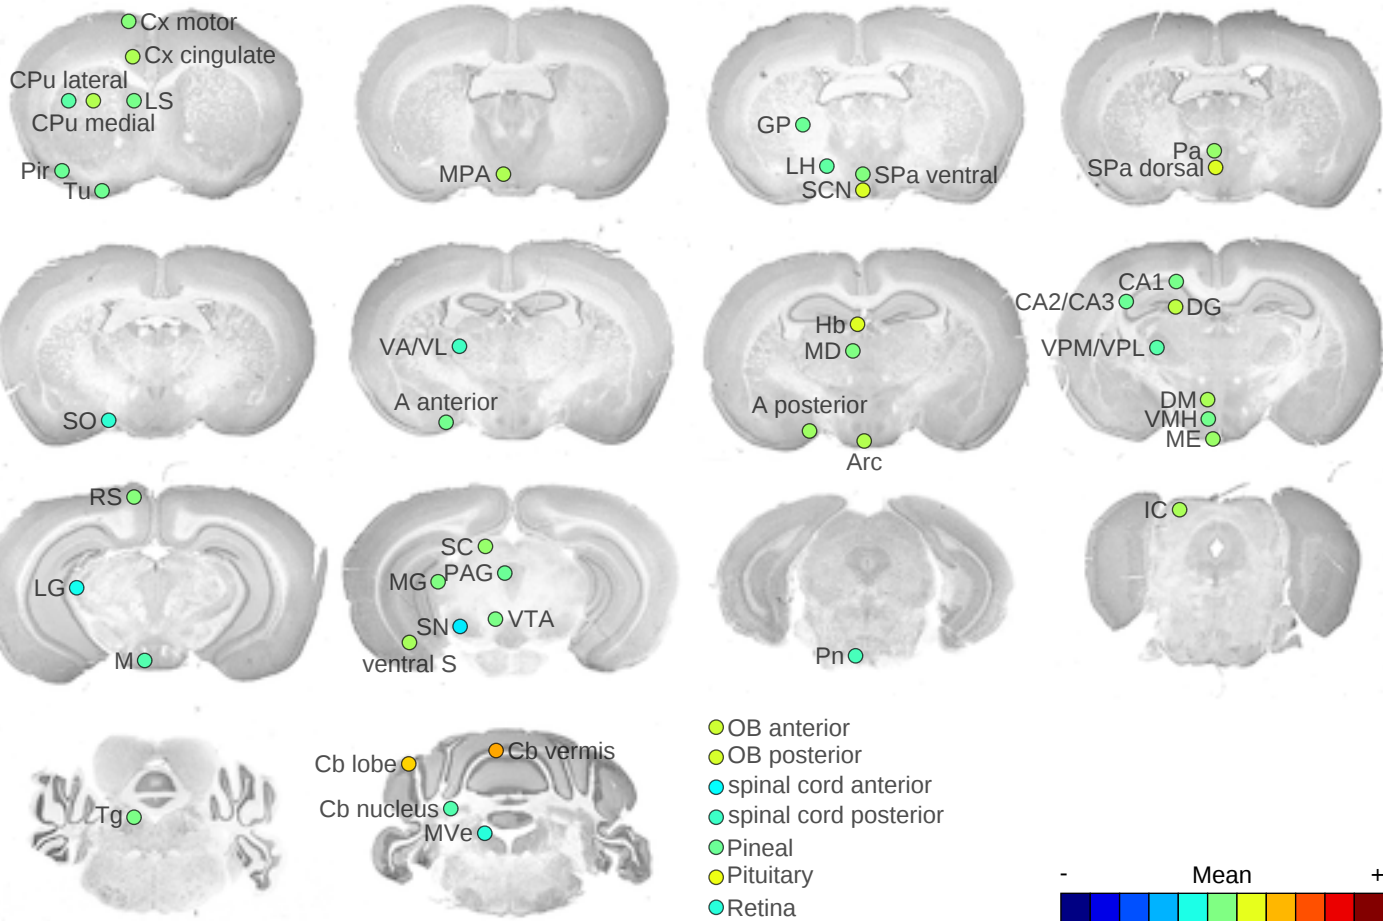 Cx motor
Cx cingulate
CPu lateral
LS
CPu medial
Pir
Tu
MPA
GP
LH
SPa ventral
SCN
Pa
SPa dorsal
SO
VA/VL
A anterior
Hb
MD
A posterior
Arc
CA1
CA2/CA3
DG
VPM/VPL
DM
VMH
ME
RS
LG
M
SC
MG
PAG
SN
VTA
ventral S
Pn
IC
Tg
Cb lobe
Cb vermis
Cb nucleus
MVe
OB anterior
OB posterior
spinal cord anterior
spinal cord posterior
Pineal
Pituitary
Retina
- Mean +